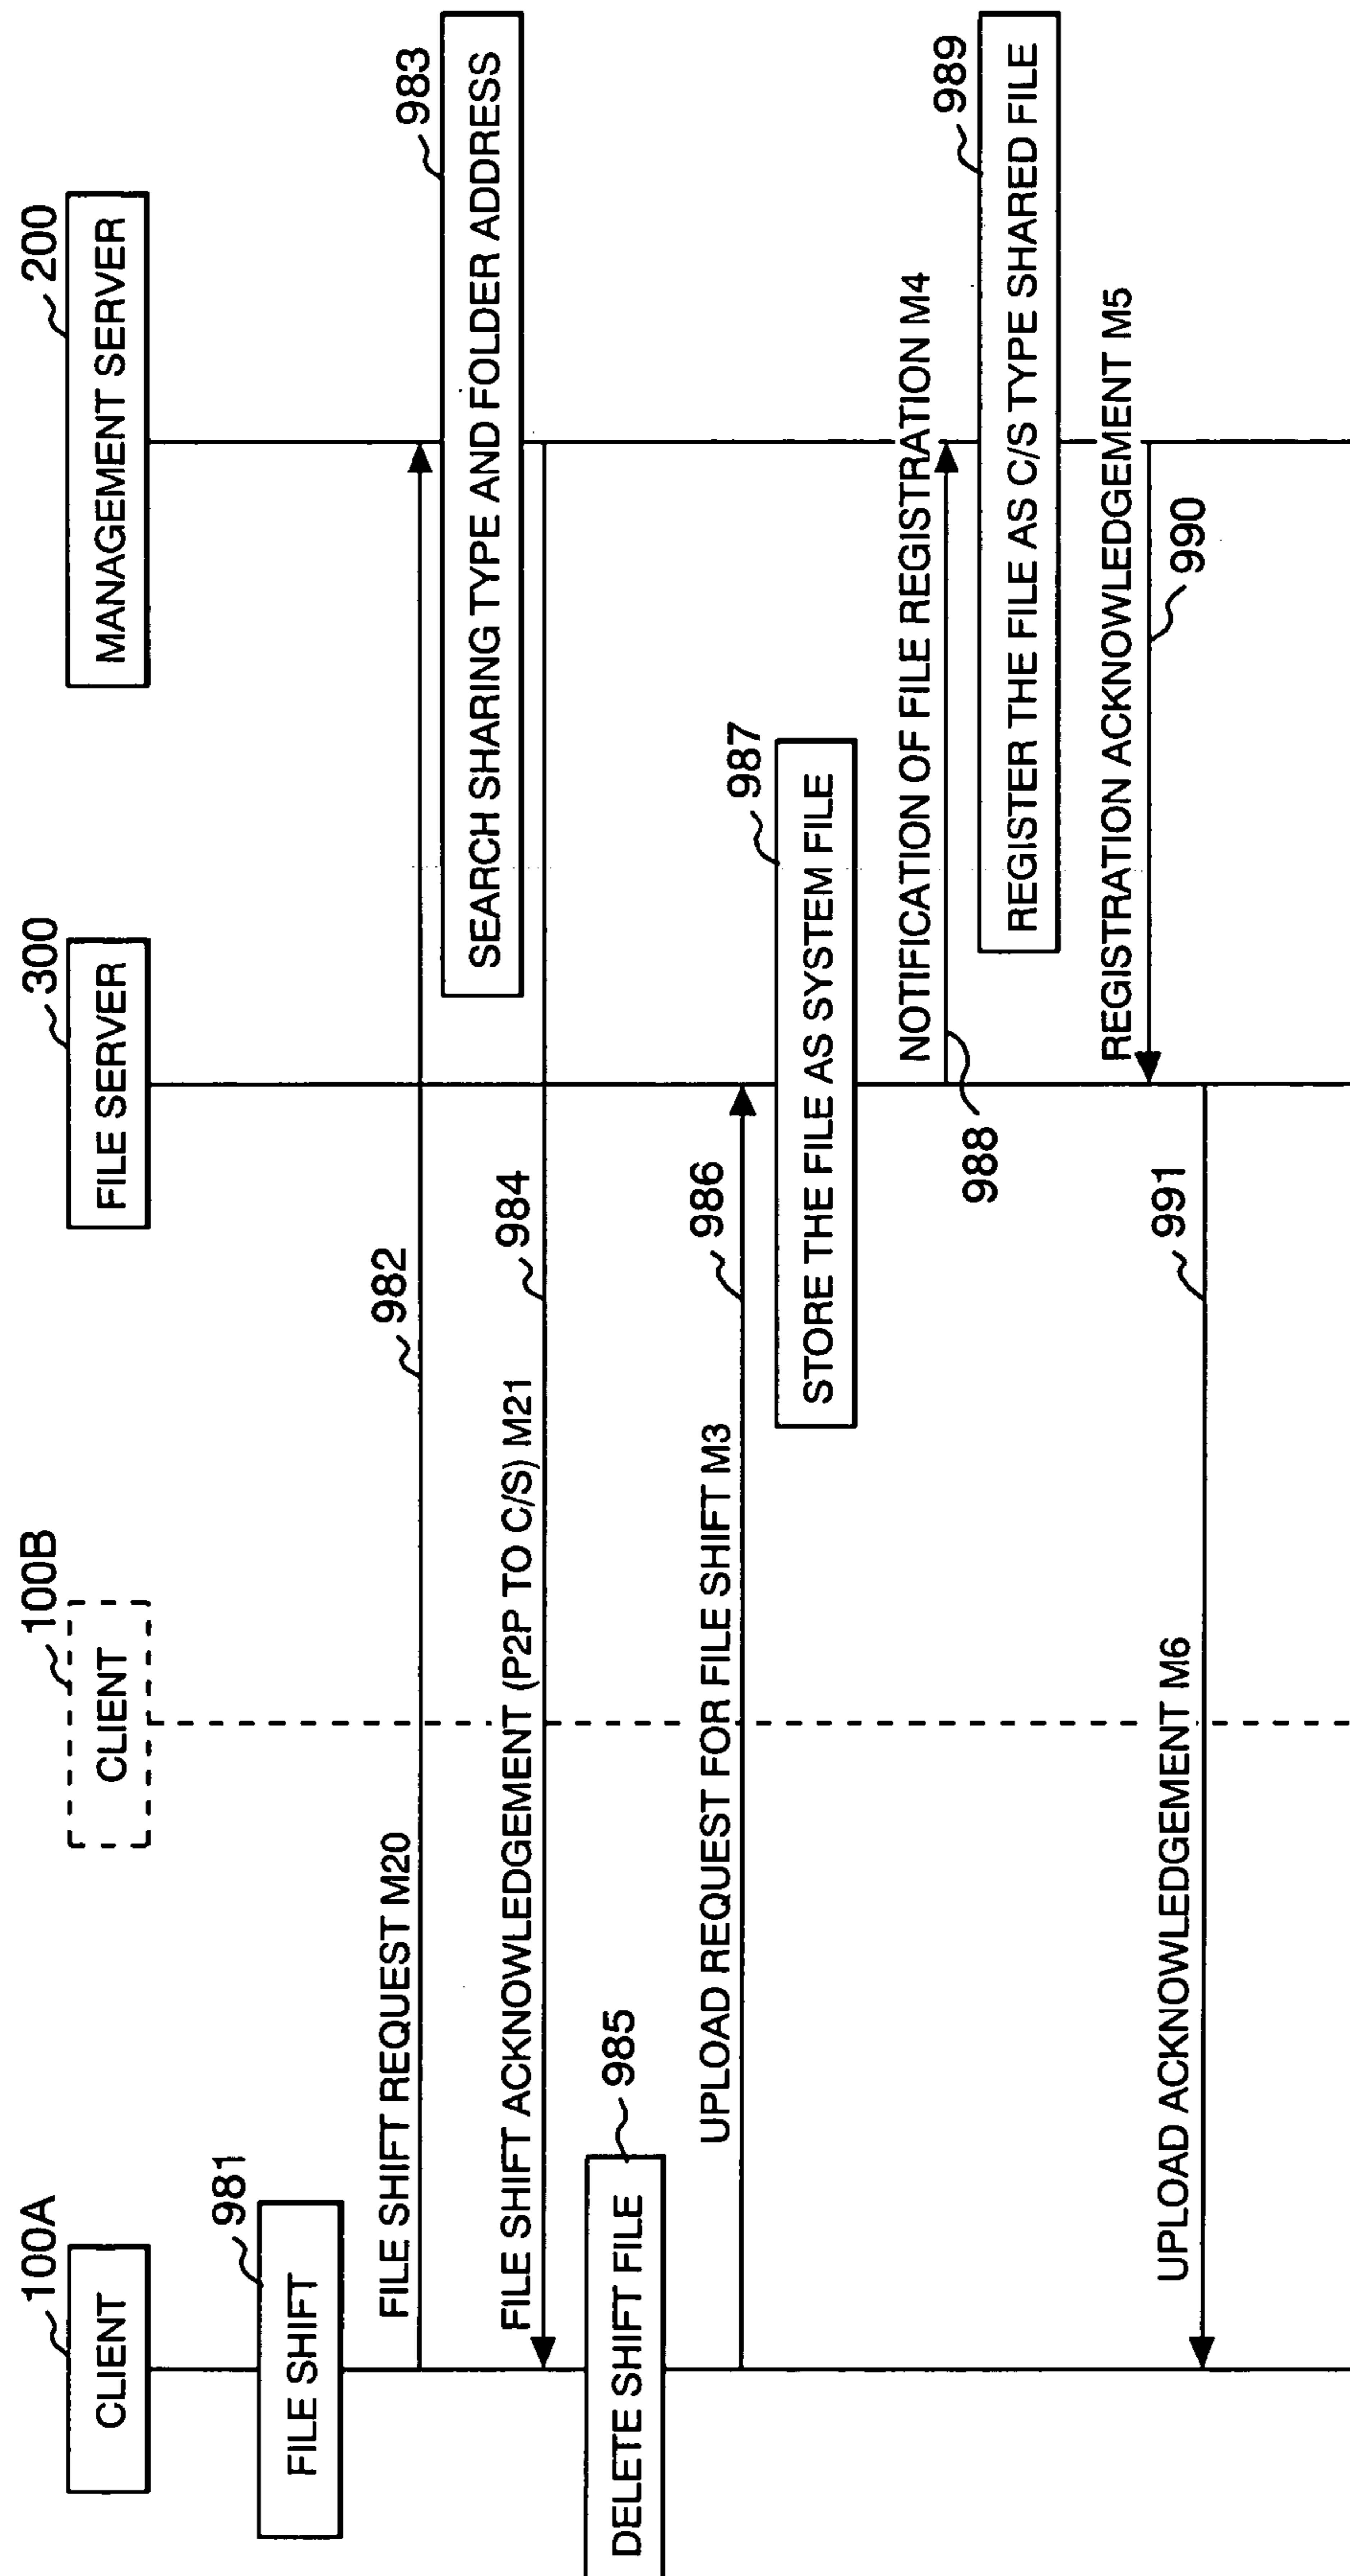 100A
CLIENT
100B
CLIENT
300
FILE SERVER
200
MANAGEMENT SERVER
981
FILE SHIFT
FILE SHIFT REQUEST M20
982
983
SEARCH SHARING TYPE AND FOLDER ADDRESS
FILE SHIFT ACKNOWLEDGEMENT (P2P TO C/S) M21
984
985
DELETE SHIFT FILE
UPLOAD REQUEST FOR FILE SHIFT M3
986
987
STORE THE FILE AS SYSTEM FILE
NOTIFICATION OF FILE REGISTRATION M4
988
989
REGISTER THE FILE AS C/S TYPE SHARED FILE
REGISTRATION ACKNOWLEDGEMENT M5
990
UPLOAD ACKNOWLEDGEMENT M6
991